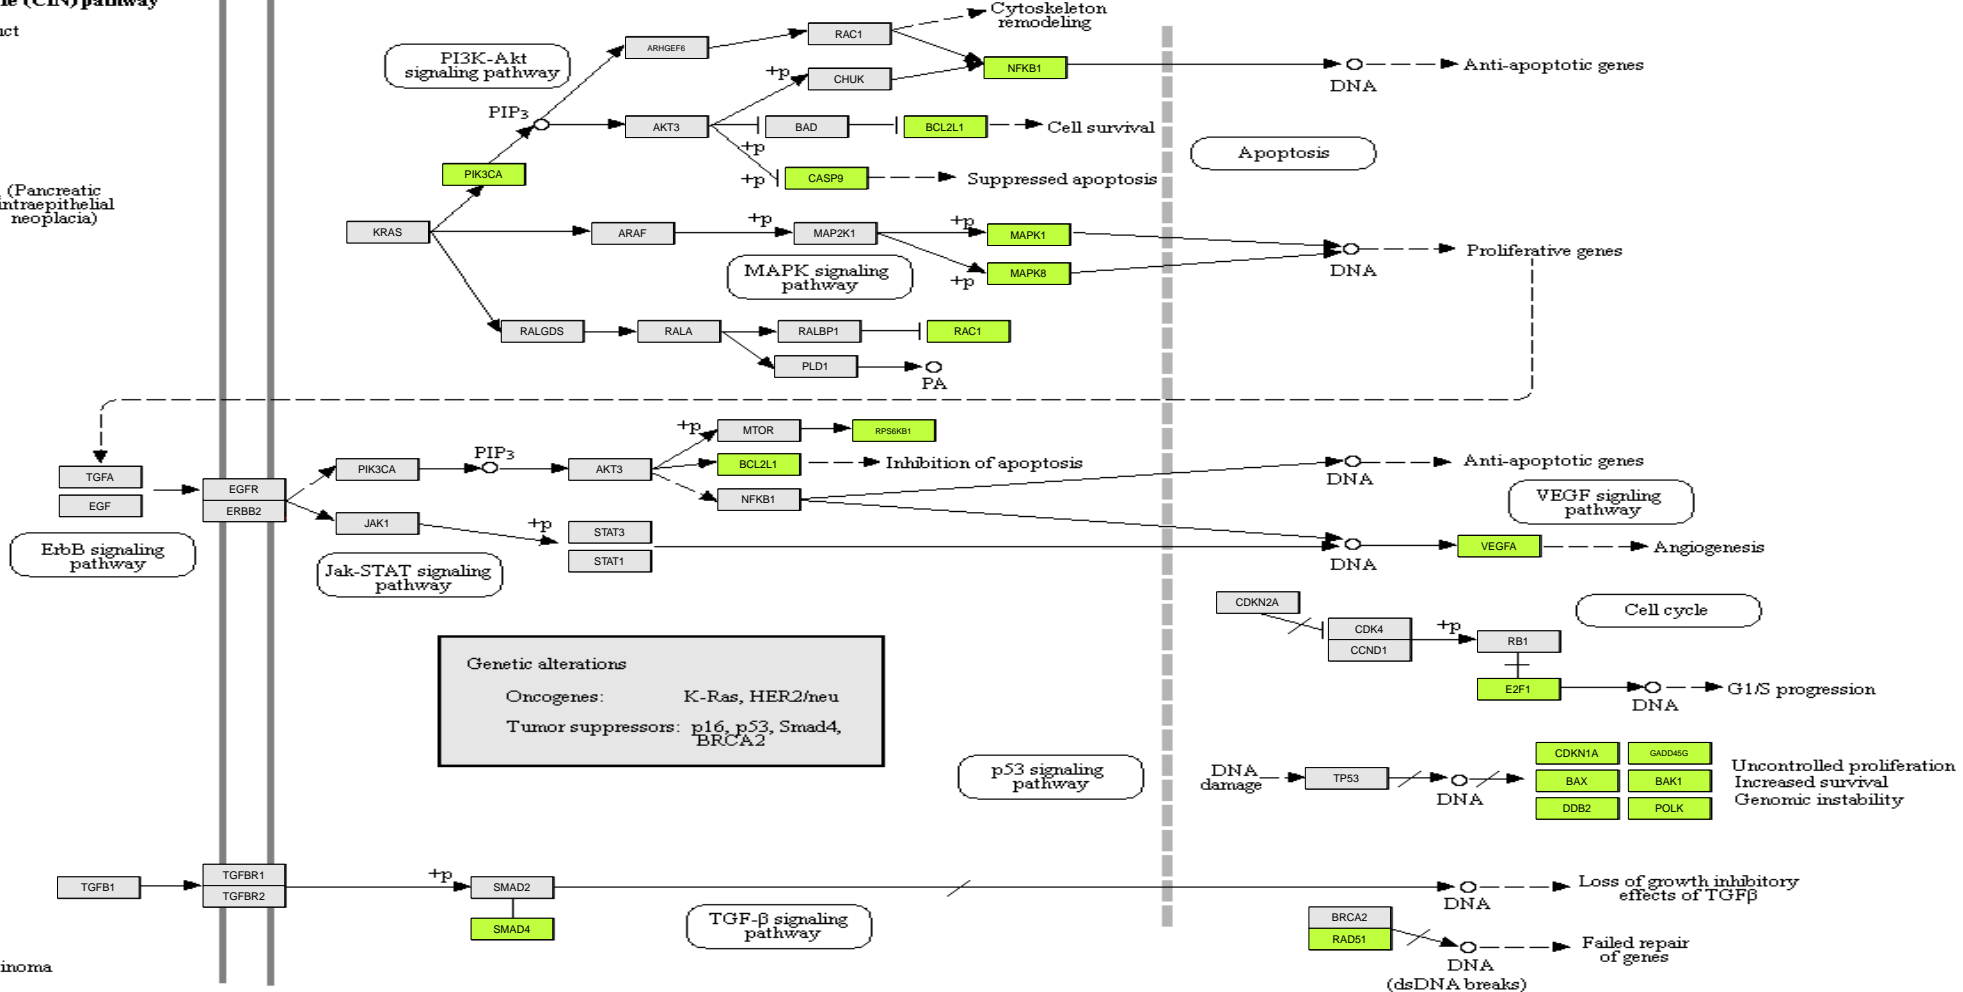 (CIN) pathway
uct
Cytoskeleton
remodeling
PI3K-Akt
signaling pathway
ARHGEF6
RAC1
NFKB1
DNA
Anti-apoptotic genes
+p
CHUK
PIP3
AKT3
BAD
BCL2L1
Cell survival
Apoptosis
+p
PIK3CA
+p
CASP9
Suppressed apoptosis
(Pancreatic
intraepithelial
neoplacia)
KRAS
ARAF
+p
MAP2K1
+p
MAPK1
DNA
Proliferative genes
MAPK signaling
pathway
+p
MAPK8
RALGDS
RALA
RALBP1
RAC1
PLD1
PA
+p
MTOR
RPS6KB1
TGFA
EGF
EGFR
ERBB2
PIK3CA
PIP3
AKT3
BCL2L1
Inhibition of apoptosis
NFKB1
DNA
Anti-apoptotic genes
VEGF signling
pathway
JAK1
+p
STAT3
STAT1
DNA
VEGFA
Angiogenesis
ErbB signaling
pathway
Jak-STAT signaling
pathway
CDKN2A
Cell cycle
CDK4
CCND1
+p
RB1
E2F1
DNA
G1/S progression
Genetic alterations
Oncogenes: K-Ras, HER2/neu
Tumor suppressors: p16, p53, Smad4,
BRCA2
p53 signaling
pathway
DNA
damage
TP53
DNA
CDKN1A
GADD45G
BAX
BAK1
DDB2
POLK
Uncontrolled proliferation
Increased survival
Genomic instability
TGFB1
TGFBR1
TGFBR2
+p
SMAD2
SMAD4
TGF-β signaling
pathway
DNA
Loss of growth inhibitory
effects of TGFβ
BRCA2
RAD51
DNA
(dsDNA breaks)
Failed repair
of genes
inoma